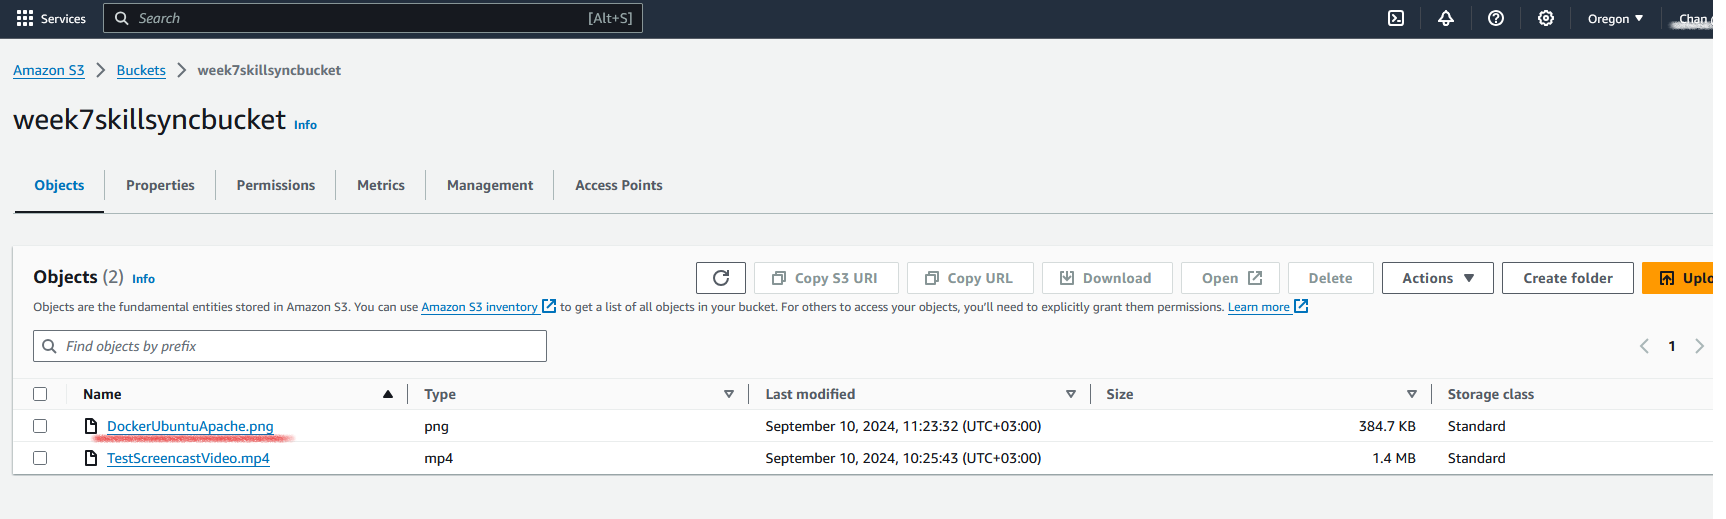 Services Search [Alt+S] Oregon Chan
Amazon S3 Buckets week7skillsyncbucket
week7skillsyncbucket Info
Objects Properties Permissions Metrics Management Access Points
Objects (2) Info Copy S3 URI Copy URL Download Open Delete Actions Create folder
Objects are the fundamental entities stored in Amazon S3. You can use Amazon S3 inventory to get a list of all objects in your bucket. For others to access your objects, you'll need to explicitly grant them permissions. Learn more
Find objects by prefix 1
Name Type Last modified Size Storage class
DockerUbuntuApache.png png September 10, 2024, 11:23:32 (UTC+03:00) 384.7 KB Standard
TestScreencastVideo.mp4 mp4 September 10, 2024, 10:25:43 (UTC+03:00) 1.4 MB Standard